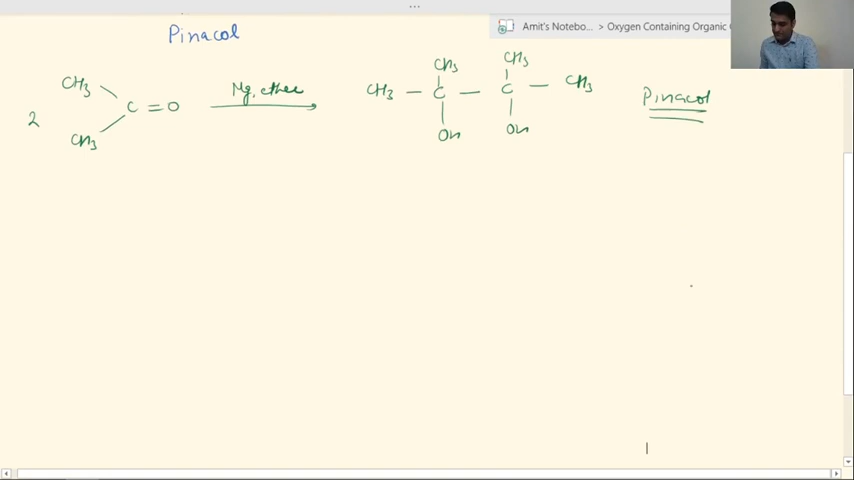 Amit's Notebo... > Oxygen Containing Organic
Pinacol
CH3 CH3 CH3
2 C=O Mg, ether CH3 — C — C — CH3 Pinacol
CH3 OH OH